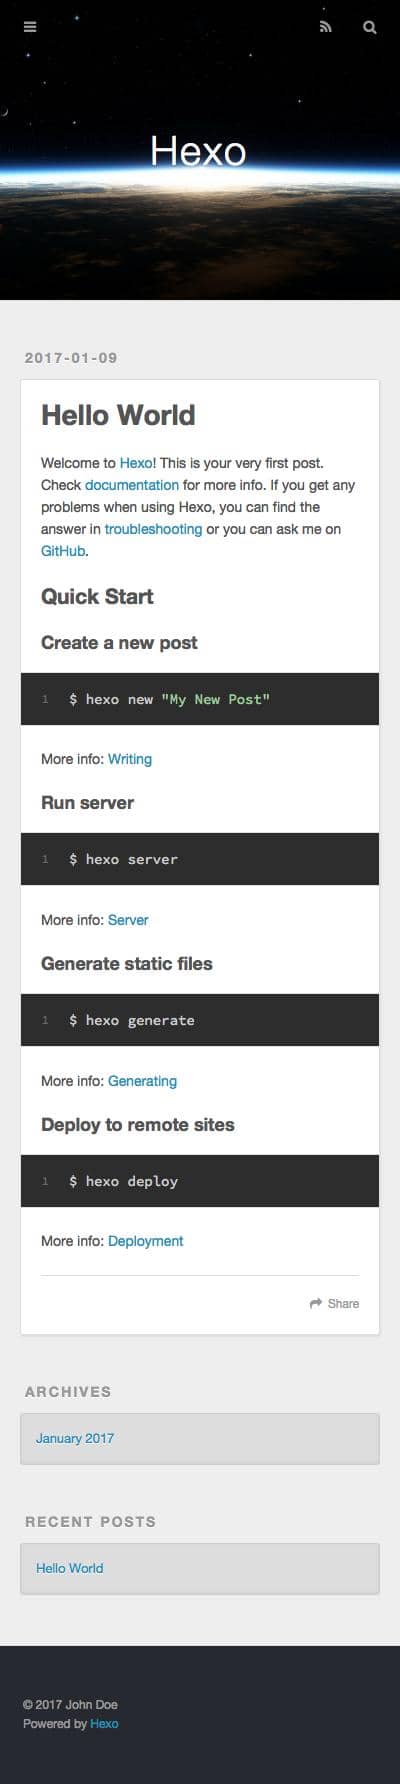 Hexo
2017-01-09
Hello World
Welcome to Hexo! This is your very first post.
Check documentation for more info. If you get any
problems when using Hexo, you can find the
answer in troubleshooting or you can ask me on
GitHub.
Quick Start
Create a new post
1 $ hexo new "My New Post"
More info: Writing
Run server
1 $ hexo server
More info: Server
Generate static files
1 $ hexo generate
More info: Generating
Deploy to remote sites
1 $ hexo deploy
More info: Deployment
Share
ARCHIVES
January 2017
RECENT POSTS
Hello World
© 2017 John Doe
Powered by Hexo